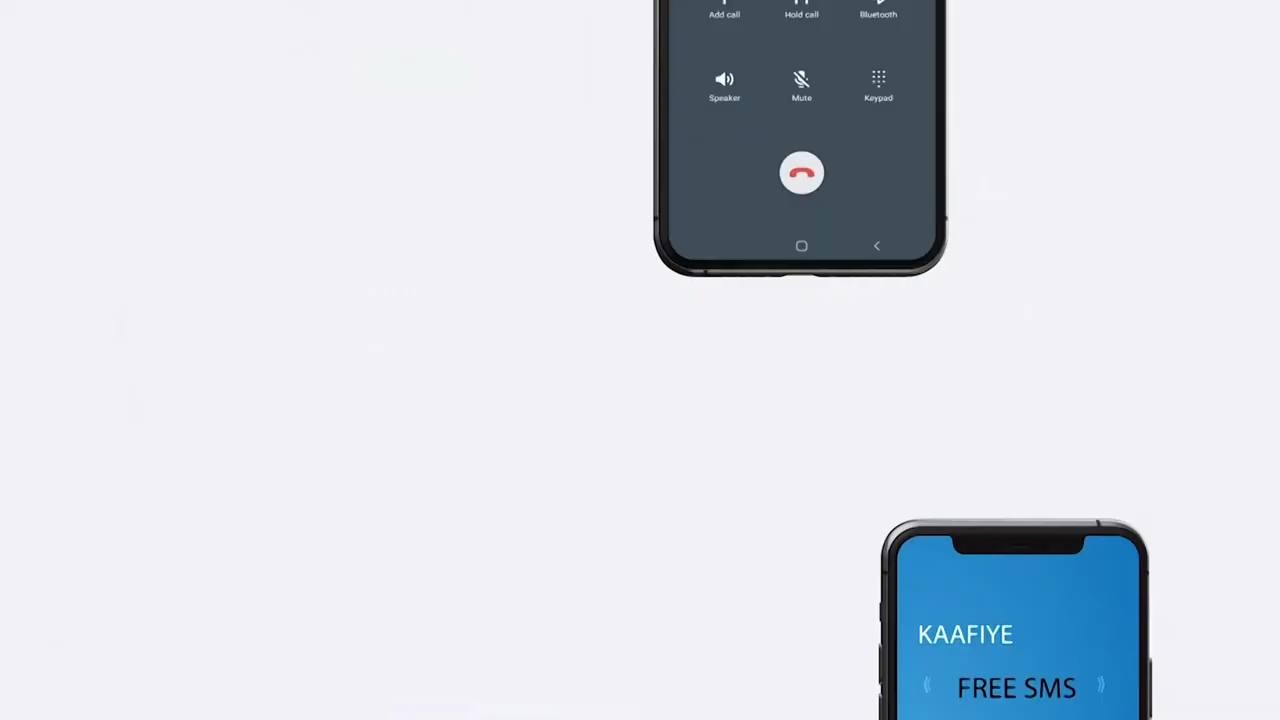 Add call Hold call Bluetooth
Speaker Mute Keypad
KAAFIYE
FREE SMS